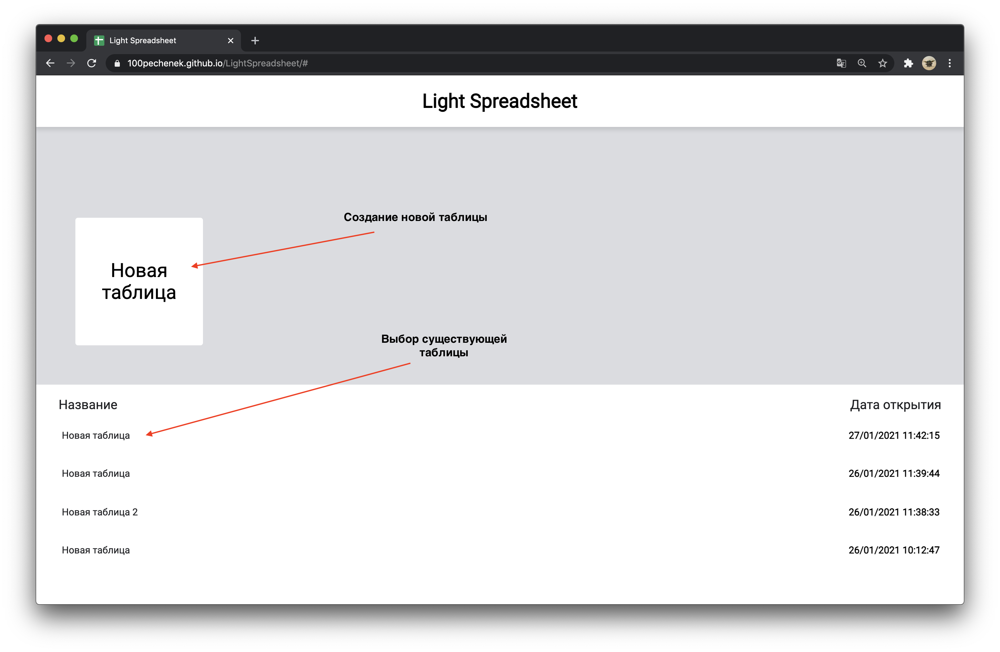 Light Spreadsheet
100pechenek.github.io/LightSpreadsheet/#
Light Spreadsheet
Создание новой таблицы
Новая
таблица
Выбор существующей
таблицы
Название Дата открытия
Новая таблица 27/01/2021 11:42:15
Новая таблица 26/01/2021 11:39:44
Новая таблица 2 26/01/2021 11:38:33
Новая таблица 26/01/2021 10:12:47